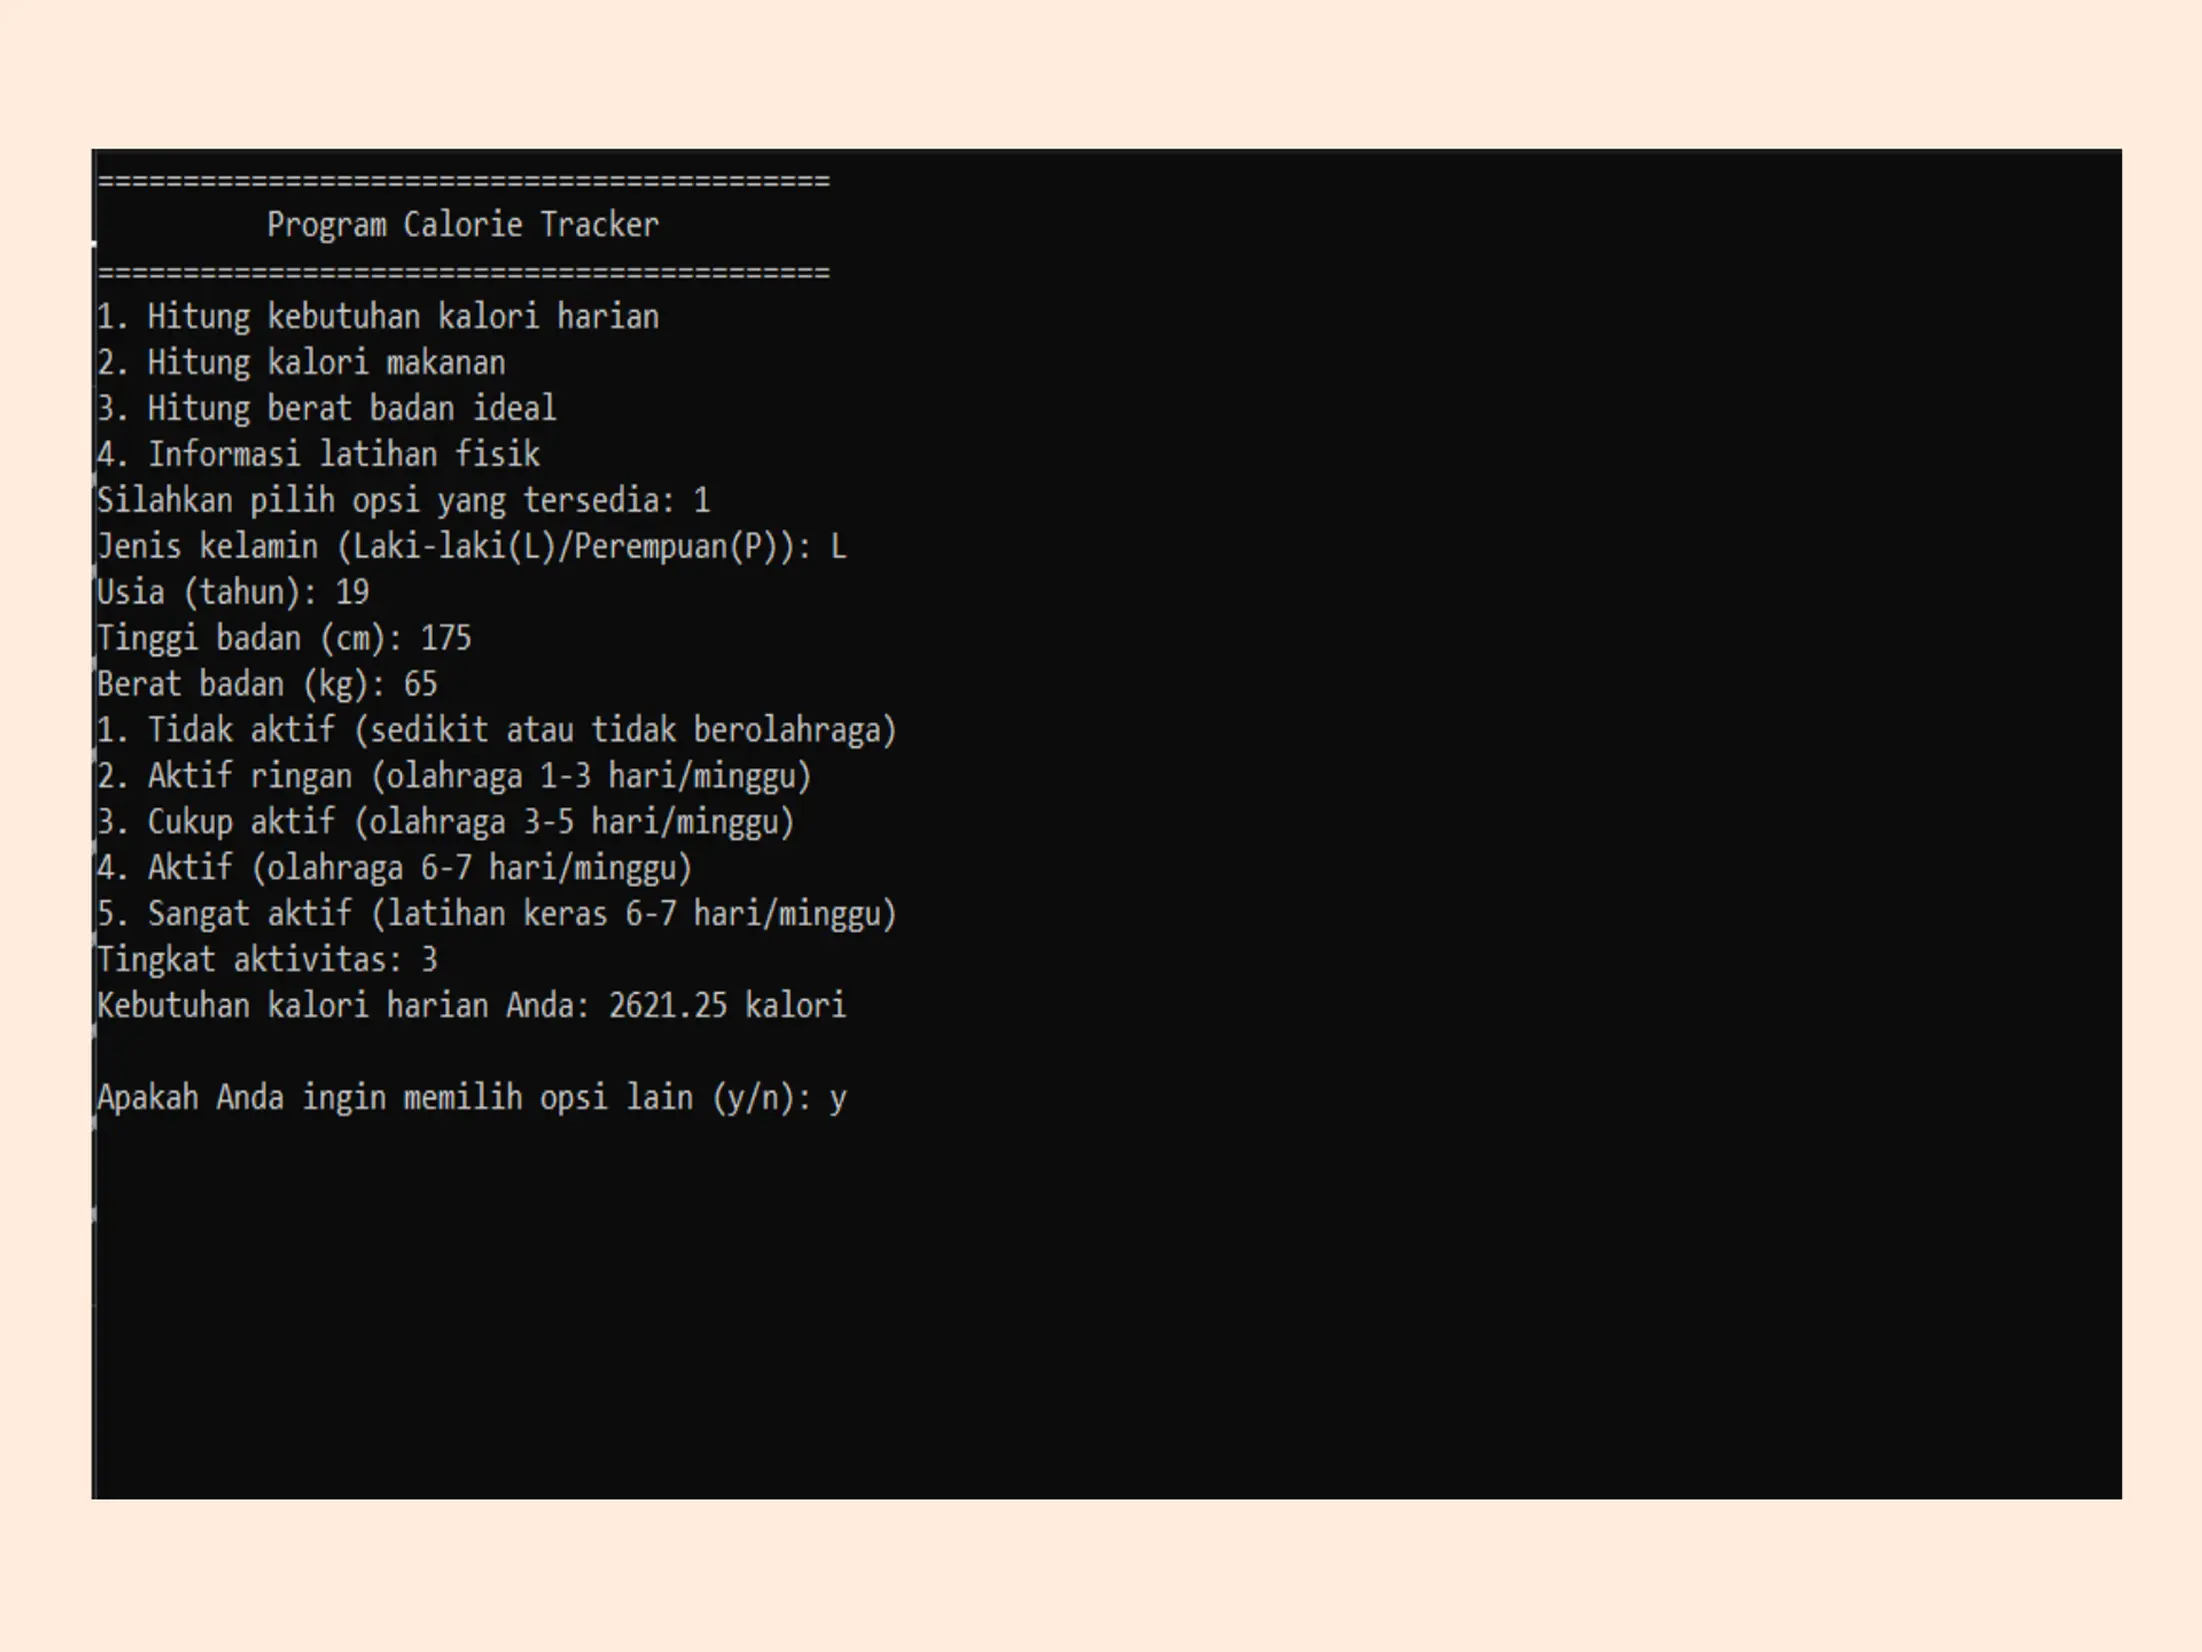 ===========================================
Program Calorie Tracker
===========================================
1. Hitung kebutuhan kalori harian
2. Hitung kalori makanan
3. Hitung berat badan ideal
4. Informasi latihan fisik
Silahkan pilih opsi yang tersedia: 1
Jenis kelamin (Laki-laki(L)/Perempuan(P)): L
Usia (tahun): 19
Tinggi badan (cm): 175
Berat badan (kg): 65
1. Tidak aktif (sedikit atau tidak berolahraga)
2. Aktif ringan (olahraga 1-3 hari/minggu)
3. Cukup aktif (olahraga 3-5 hari/minggu)
4. Aktif (olahraga 6-7 hari/minggu)
5. Sangat aktif (latihan keras 6-7 hari/minggu)
Tingkat aktivitas: 3
Kebutuhan kalori harian Anda: 2621.25 kalori
Apakah Anda ingin memilih opsi lain (y/n): y